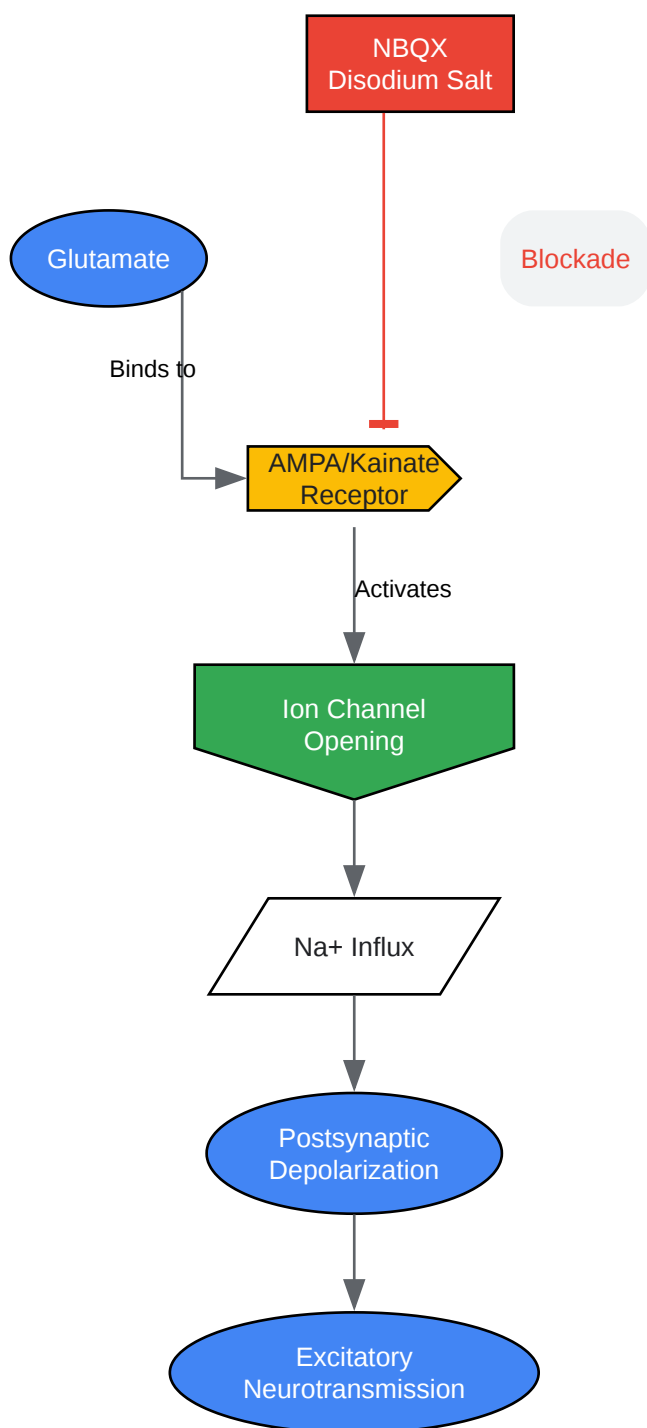 NBQX
Disodium Salt
Glutamate
Blockade
Binds to
AMPA/Kainate
Receptor
Activates
Ion Channel
Opening
Na+ Influx
Postsynaptic
Depolarization
Excitatory
Neurotransmission